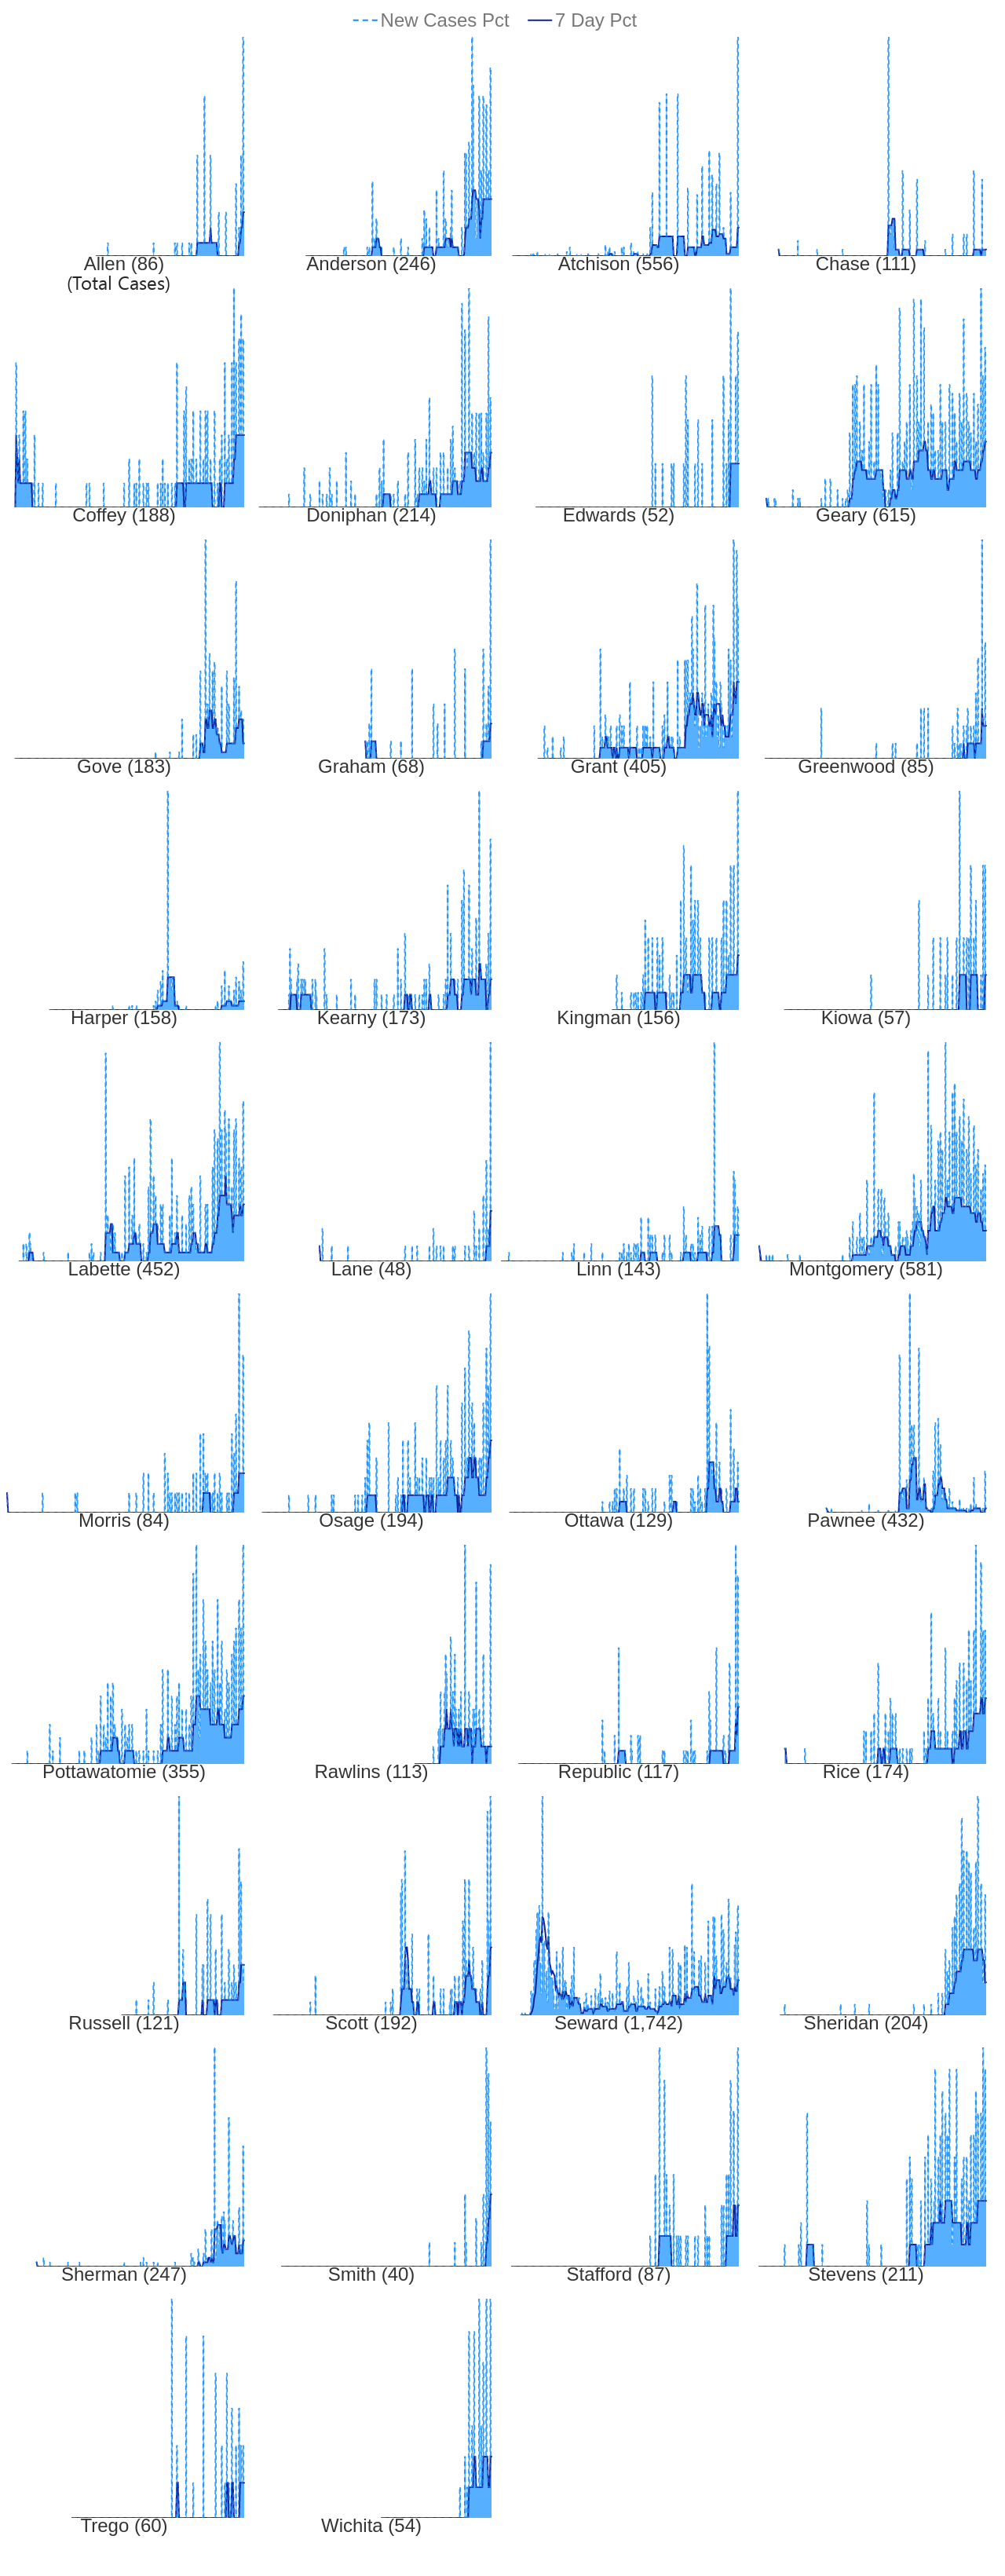 New Cases Pct 7 Day Pct
Allen (86) Anderson (246) Atchison (556) Chase (111)
(Total Cases)
Coffey (188) Doniphan (214) Edwards (52) Geary (615)
Gove (183) Graham (68) Grant (405) Greenwood (85)
Harper (158) Kearny (173) Kingman (156) Kiowa (57)
Labette (452) Lane (48) Linn (143) Montgomery (581)
Morris (84) Osage (194) Ottawa (129) Pawnee (432)
Pottawatomie (355) Rawlins (113) Republic (117) Rice (174)
Russell (121) Scott (192) Seward (1,742) Sheridan (204)
Sherman (247) Smith (40) Stafford (87) Stevens (211)
Trego (60) Wichita (54)